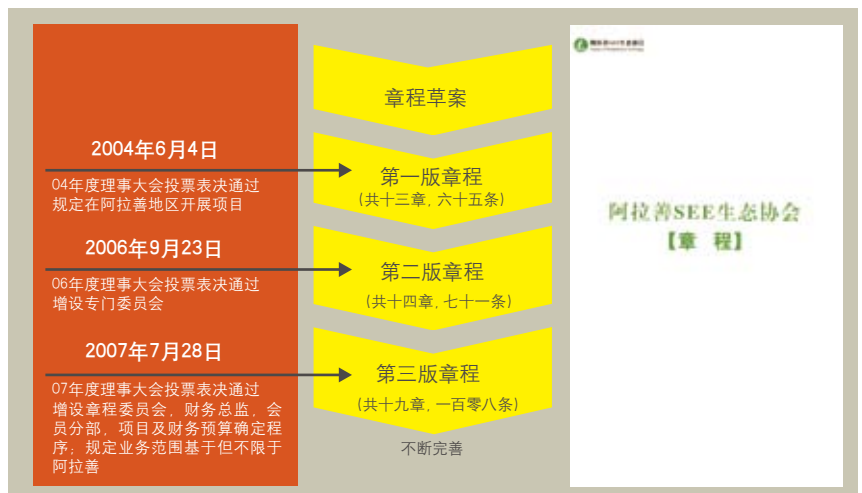 章程草案
2004年6月4日
04年度理事大会投票表决通过
规定在阿拉善地区开展项目
第一版章程
(共十三章, 六十五条)
2006年9月23日
06年度理事大会投票表决通过
增设专门委员会
第二版章程
(共十四章, 七十一条)
2007年7月28日
07年度理事大会投票表决通过
增设章程委员会, 财务总监, 会
员分部, 项目及财务预算确定程
序; 规定业务范围基于但不限于
阿拉善
第三版章程
(共十九章, 一百零八条)
不断完善
阿拉善SEE生态协会
【章 程】